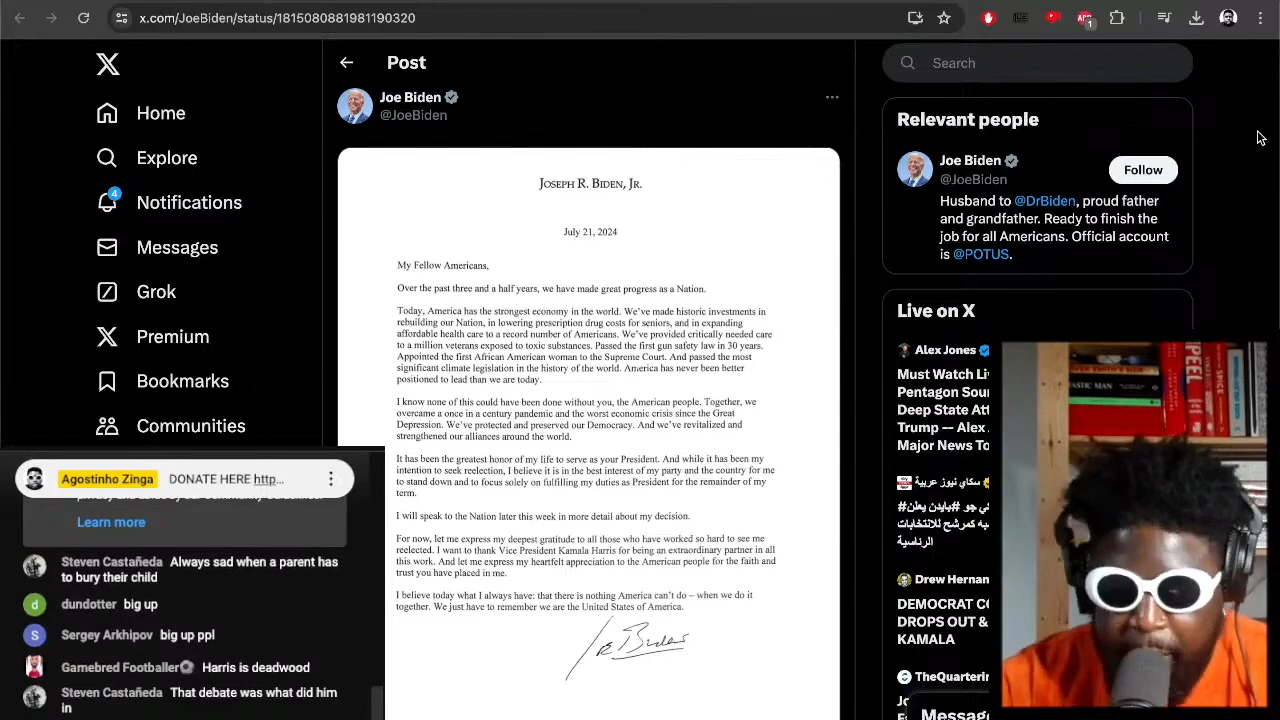 x.com/JoeBiden/status/1815080881981190320
1
X
Home
Explore
4
Notifications
Messages
Grok
Premium
Bookmarks
Communities
Post
Joe Biden
@JoeBiden
JOSEPH R. BIDEN, JR.
July 21, 2024
My Fellow Americans,
Over the past three and a half years, we have made great progress as a Nation.
Today, America has the strongest economy in the world. We've made historic investments in
rebuilding our Nation, in lowering prescription drug costs for seniors, and in expanding
affordable health care to a record number of Americans. We've provided critically needed care
to a million veterans exposed to toxic substances. Passed the first gun safety law in 30 years.
Appointed the first African American woman to the Supreme Court. And passed the most
significant climate legislation in the history of the world. America has never been better
positioned to lead than we are today.
I know none of this could have been done without you, the American people. Together, we
overcame a once in a century pandemic and the worst economic crisis since the Great
Depression. We've protected and preserved our Democracy. And we've revitalized and
strengthened our alliances around the world.
It has been the greatest honor of my life to serve as your President. And while it has been my
intention to seek reelection, I believe it is in the best interest of my party and the country for me
to stand down and to focus solely on fulfilling my duties as President for the remainder of my
term.
I will speak to the Nation later this week in more detail about my decision.
For now, let me express my deepest gratitude to all those who have worked so hard to see me
reelected. I want to thank Vice President Kamala Harris for being an extraordinary partner in all
this work. And let me express my heartfelt appreciation to the American people for the faith and
trust you have placed in me.
I believe today what I always have: that there is nothing America can't do – when we do it
together. We just have to remember we are the United States of America.
Joe Biden
Search
Relevant people
Joe Biden
@JoeBiden
Follow
Husband to @DrBiden, proud father
and grandfather. Ready to finish the
job for all Americans. Official account
is @POTUS.
Live on X
Alex Jones
Must Watch Liv
Pentagon
Deep State Att
Trump -- Alex J
Major News To
سكاي نيوز عربية
Drew Hernan
DEMOCRAT CO
DROPS OUT &
KAMALA
TheQuarterin
Messag
Agostinho Zinga DONATE HERE http...
Learn more
Steven Castañeda Always sad when a parent has
to bury their child
dundotter big up
Sergey Arkhipov big up ppl
Gamebred Footballer Harris is deadwood
Steven Castañeda That debate was what did him
in
ASTIC MAN
PEEL
SPICE